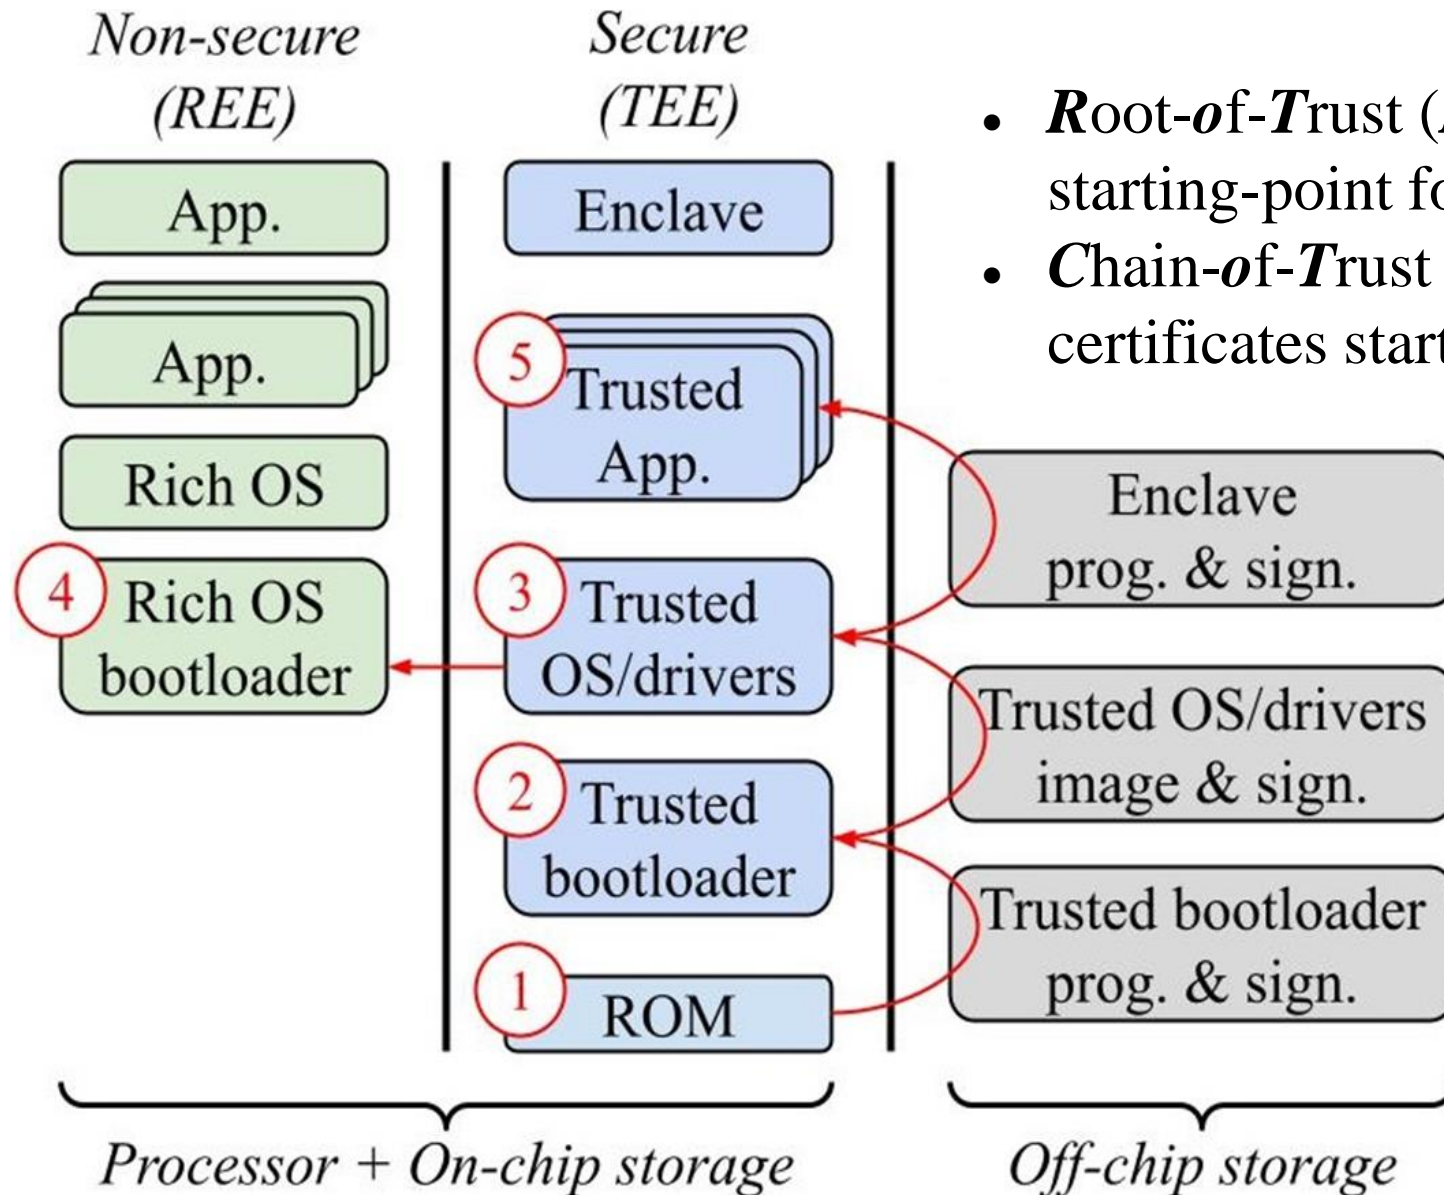 Non-secure
(REE)
App.
App.
Rich OS
4
Rich OS
bootloader
Secure
(TEE)
Enclave
5
Trusted
App.
3
Trusted
OS/drivers
2
Trusted
bootloader
1
ROM
Processor + On-chip storage
• Root-of-Trust (
starting-point
• Chain-of-Trust
certificates
Enclave
prog. & sign.
Trusted OS/drivers
image & sign.
Trusted bootloader
prog. & sign.
Off-chip storage